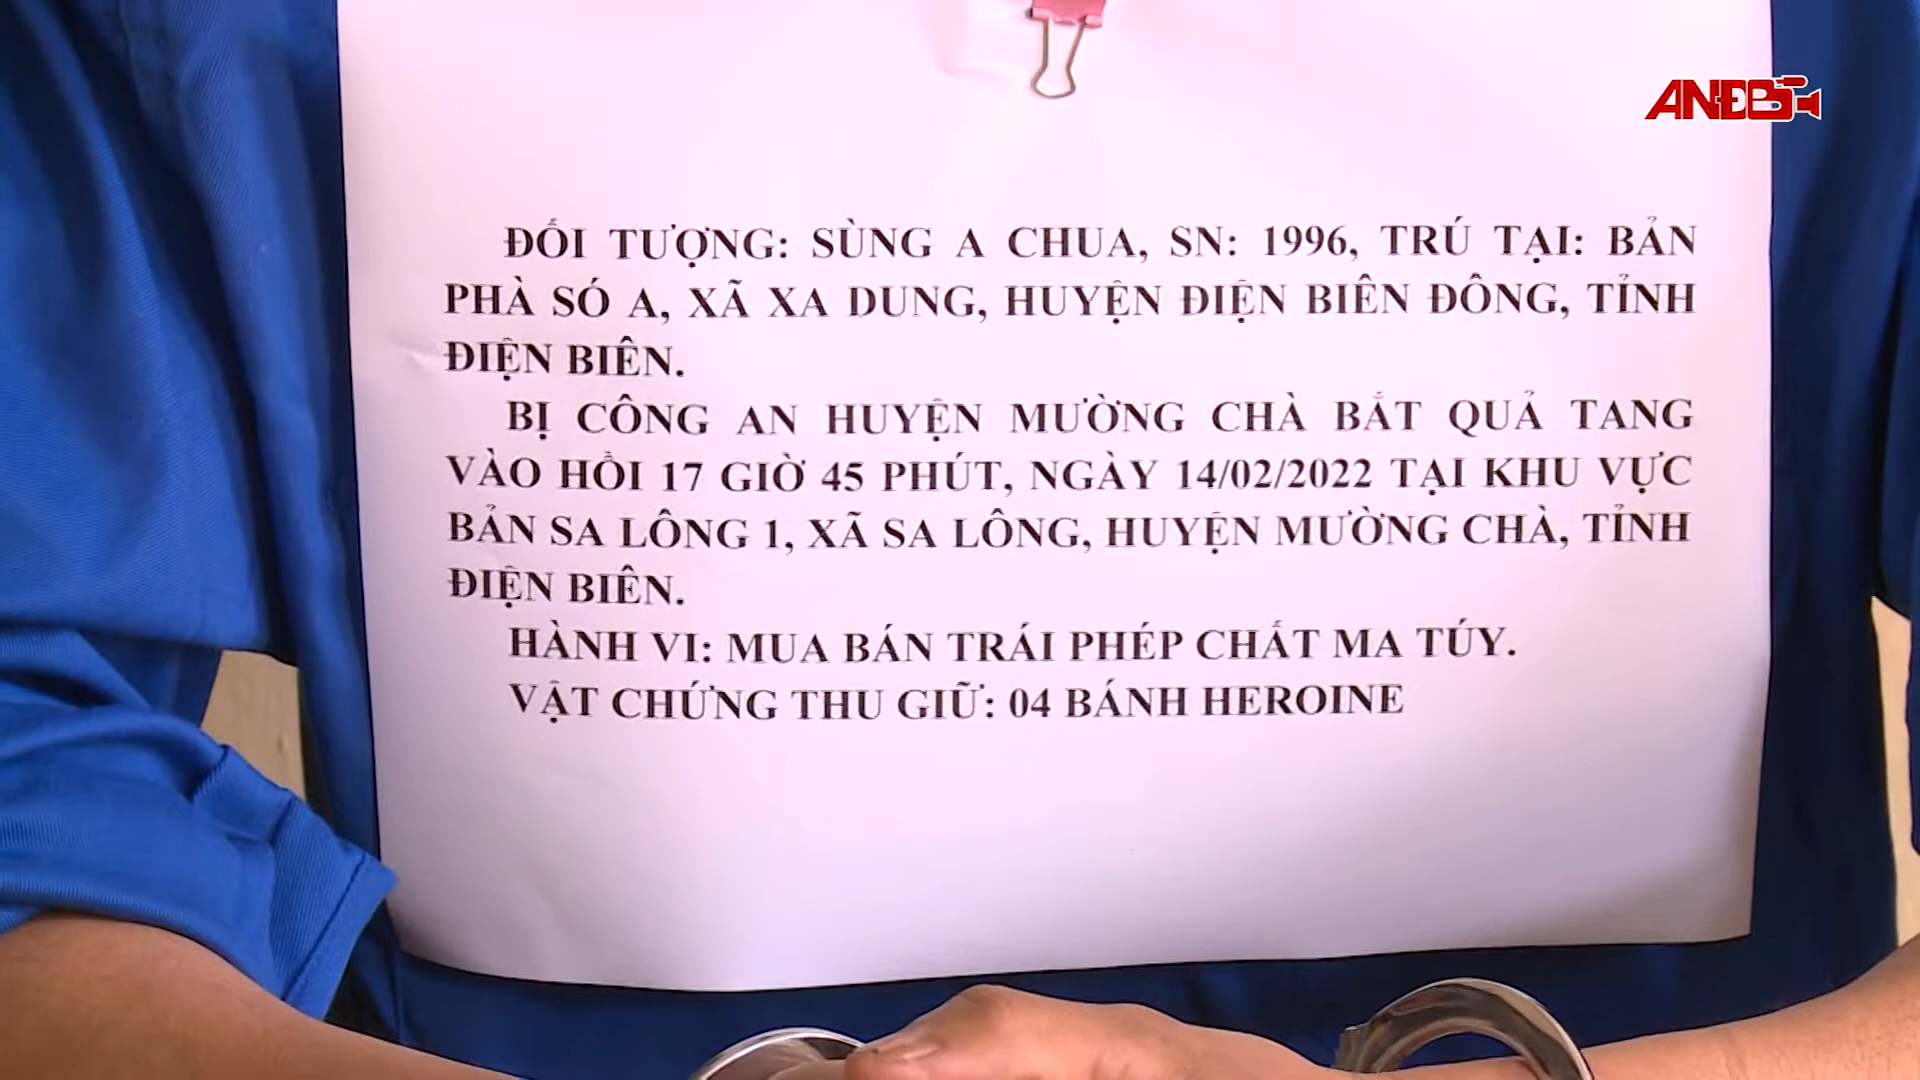 ANĐB
ĐỐI TƯỢNG: SÙNG A CHUA, SN: 1996, TRÚ TẠI: BẢN
PHÀ SÓ A, XÃ XA DUNG, HUYỆN ĐIỆN BIÊN ĐÔNG, TỈNH
ĐIỆN BIÊN.
BỊ CÔNG AN HUYỆN MƯỜNG CHÀ BẮT QUẢ TANG
VÀO HỒI 17 GIỜ 45 PHÚT, NGÀY 14/02/2022 TẠI KHU VỰC
BẢN SA LÔNG 1, XÃ SA LÔNG, HUYỆN MƯỜNG CHÀ, TỈNH
ĐIỆN BIÊN.
HÀNH VI: MUA BÁN TRÁI PHÉP CHẤT MA TÚY.
VẬT CHỨNG THU GIỮ: 04 BÁNH HEROINE